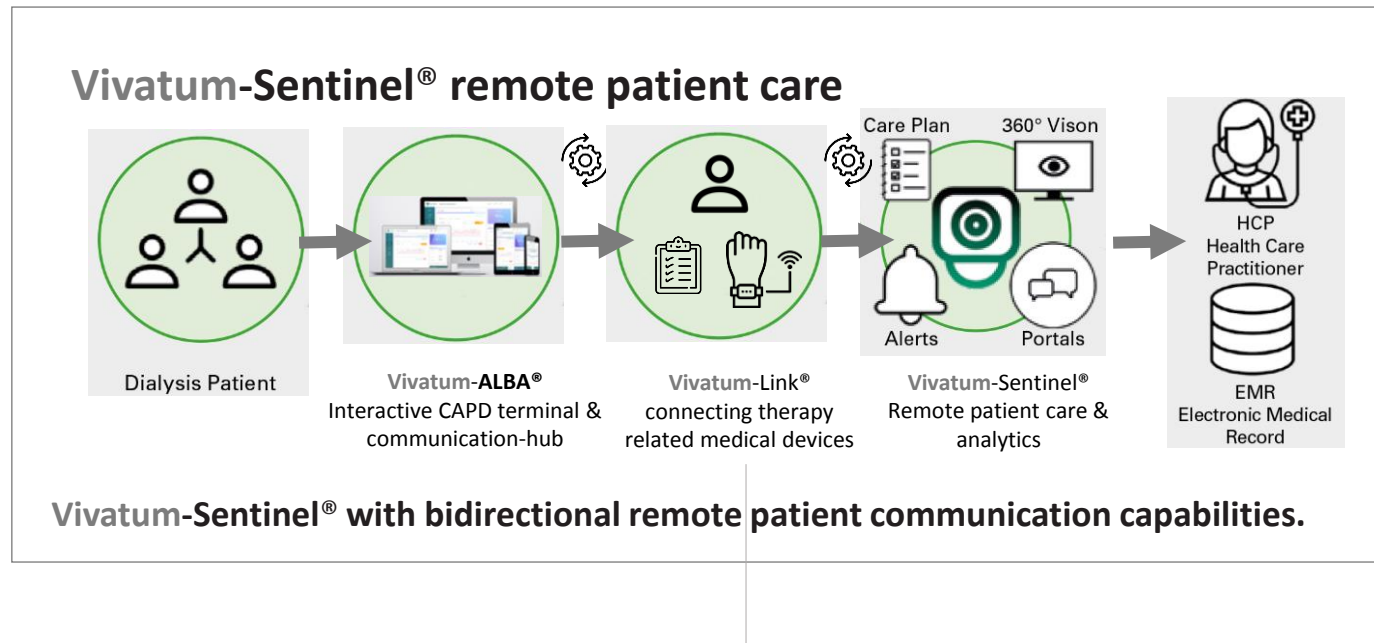 Vivatum-Sentinel® remote patient care
Care Plan
360° Vison
Alerts
Portals
Dialysis Patient
Vivatum-ALBA®
Interactive CAPD terminal &
communication-hub
Vivatum-Link®
connecting therapy
related medical devices
Vivatum-Sentinel®
Remote patient care &
analytics
HCP
Health Care
Practitioner
EMR
Electronic Medical
Record
Vivatum-Sentinel® with bidirectional remote patient communication capabilities.